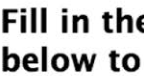 Fill in the
below to